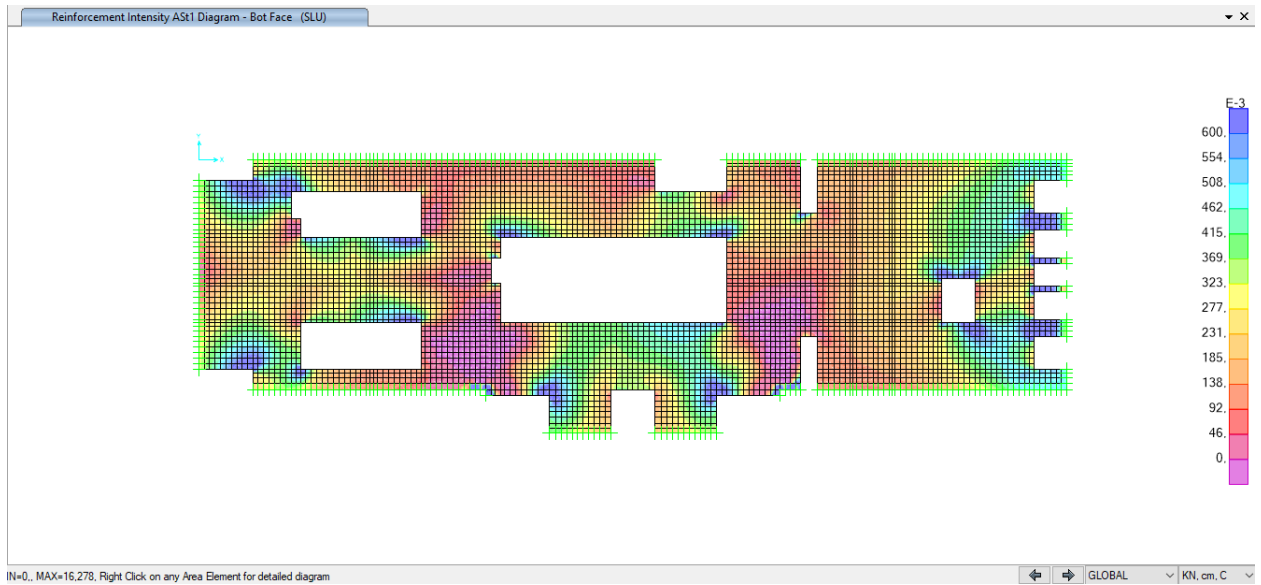 Reinforcement Intensity ASt1 Diagram - Bot Face (SLU)
E-3
600,
554,
508,
462,
415,
369,
323,
277,
231,
185,
138,
92,
46,
0,
IN=0,, MAX=16,278, Right Click on any Area Element for detailed diagram
GLOBAL
KN, cm, C